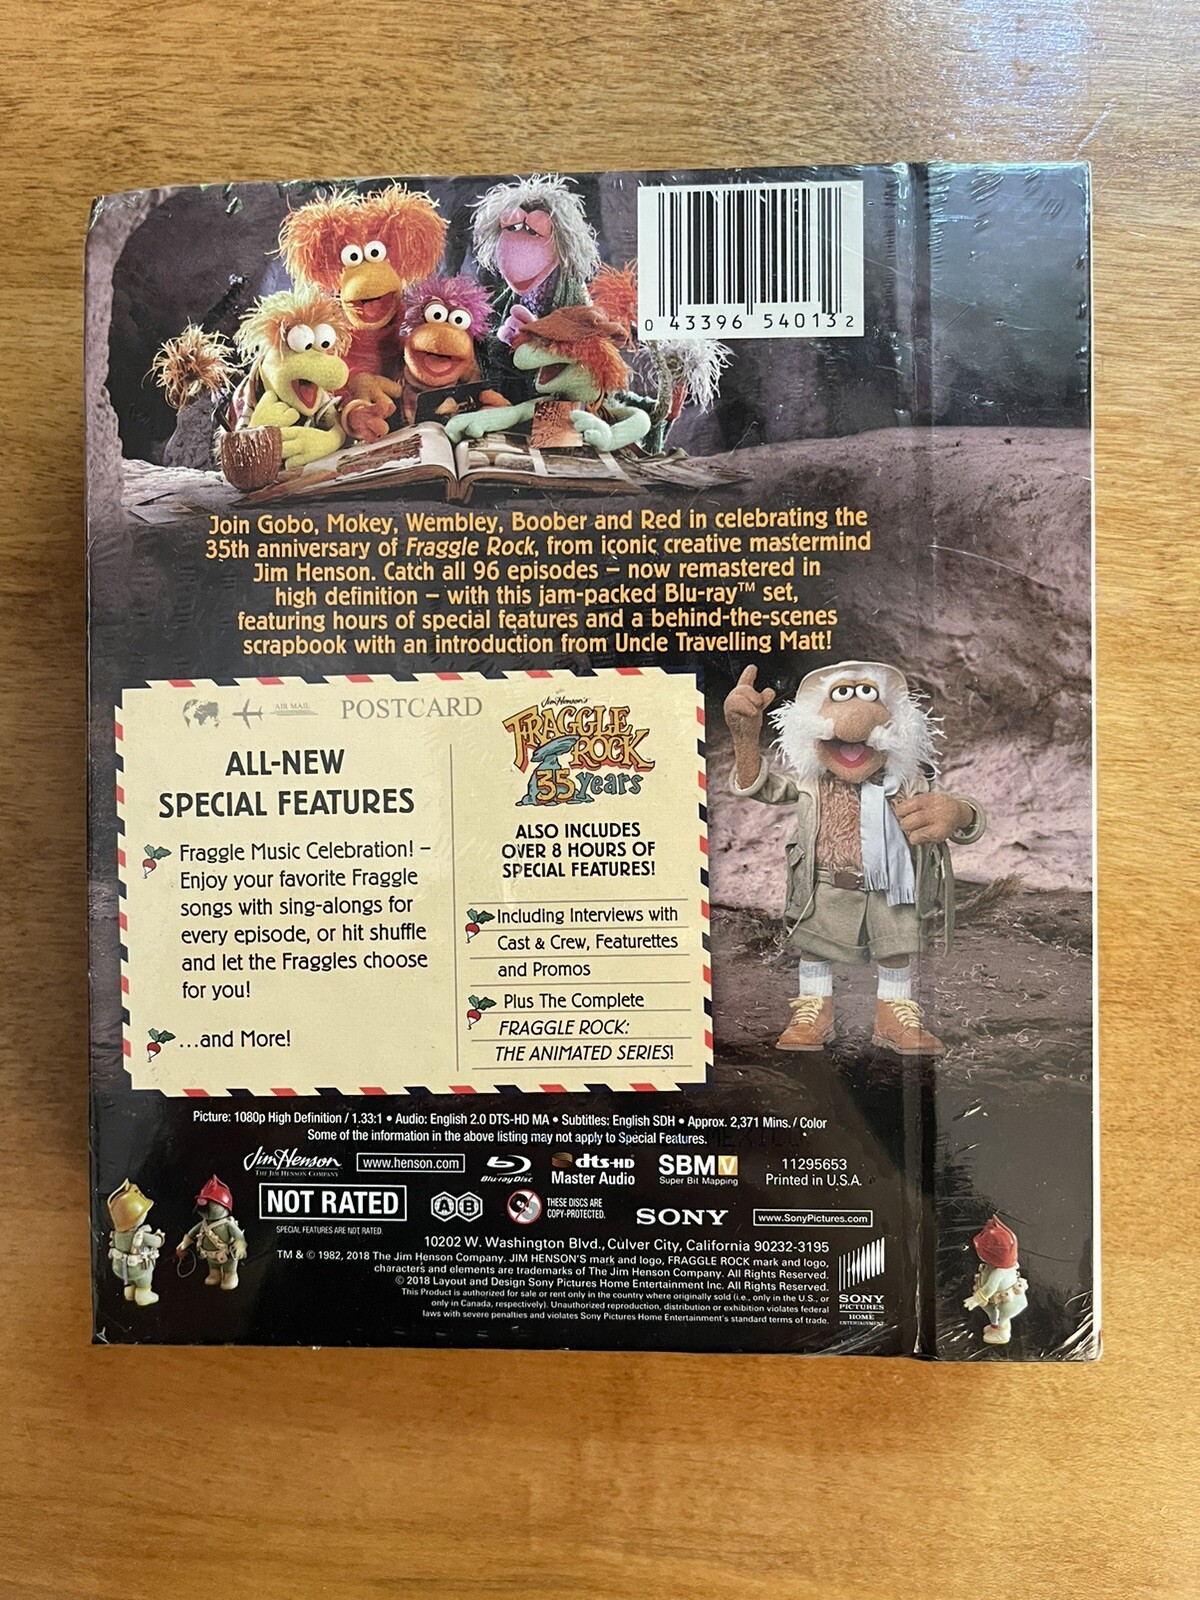 0 43396 54013 2
Join Gobo, Mokey, Wembley, Boober and Red in celebrating the
35th anniversary of Fraggle Rock, from iconic creative mastermind
Jim Henson. Catch all 96 episodes – now remastered in
high definition – with this jam-packed Blu-ray™ set,
featuring hours of special features and a behind-the-scenes
scrapbook with an introduction from Uncle Travelling Matt!
AIR MAIL
POSTCARD
ALL-NEW
SPECIAL FEATURES
Fraggle Music Celebration! –
Enjoy your favorite Fraggle
songs with sing-alongs for
every episode, or hit shuffle
and let the Fraggles choose
for you!
...and More!
Jim Henson's
FRAGGLE
ROCK
35 Years
ALSO INCLUDES
OVER 8 HOURS OF
SPECIAL FEATURES!
Including Interviews with
Cast & Crew, Featurettes
and Promos
Plus The Complete
FRAGGLE ROCK:
THE ANIMATED SERIES!
Picture: 1080p High Definition / 1.33:1 • Audio: English 2.0 DTS-HD MA • Subtitles: English SDH • Approx. 2,371 Mins. / Color
Some of the information in the above listing may not apply to Special Features.
Jim Henson
THE JIM HENSON COMPANY
www.henson.com
Blu-ray Disc
dts-HD
Master Audio
SBMV
Super Bit Mapping
11295653
Printed in U.S.A.
NOT RATED
SPECIAL FEATURES ARE NOT RATED.
A B
THESE DISCS ARE
COPY-PROTECTED.
SONY
www.SonyPictures.com
10202 W. Washington Blvd., Culver City, California 90232-3195
TM & © 1982, 2018 The Jim Henson Company. JIM HENSON'S mark and logo, FRAGGLE ROCK mark and logo,
characters and elements are trademarks of The Jim Henson Company. All Rights Reserved.
© 2018 Layout and Design Sony Pictures Home Entertainment Inc. All Rights Reserved.
This Product is authorized for sale or rent only in the country where originally sold (i.e., only in the U.S., or
only in Canada, respectively). Unauthorized reproduction, distribution or exhibition violates federal
laws with severe penalties and violates Sony Pictures Home Entertainment's standard terms of trade.
SONY
PICTURES
HOME
ENTERTAINMENT